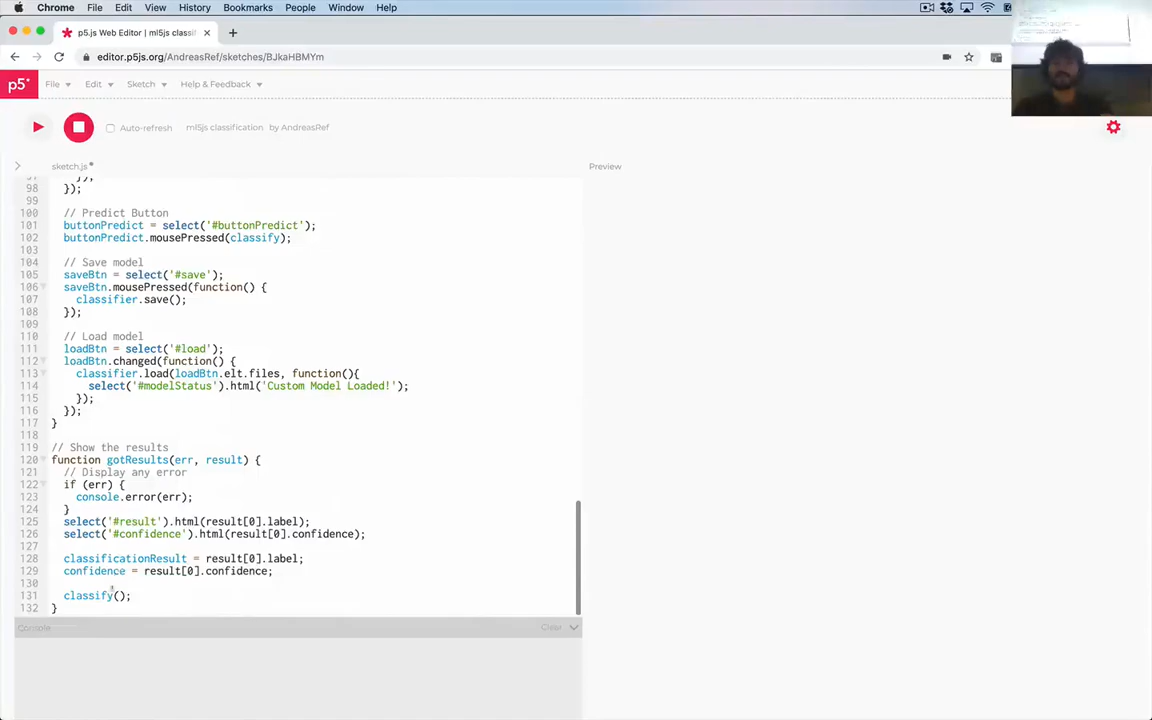 Chrome File Edit View History Bookmarks People Window Help
p5.js Web Editor | ml5js classifi
editor.p5js.org/AndreasRef/sketches/BJkaHBMYm
p5* File Edit Sketch Help & Feedback
Auto-refresh ml5js classification by AndreasRef
sketch.js Preview
97 });
98 });
99
100 // Predict Button
101 buttonPredict = select('#buttonPredict');
102 buttonPredict.mousePressed(classify);
103
104 // Save model
105 saveBtn = select('#save');
106 saveBtn.mousePressed(function() {
107 classifier.save();
108 });
109
110 // Load model
111 loadBtn = select('#load');
112 loadBtn.changed(function() {
113 classifier.load(loadBtn.elt.files, function(){
114 select('#modelStatus').html('Custom Model Loaded!');
115 });
116 });
117 }
118
119 // Show the results
120 function gotResults(err, result) {
121 // Display any error
122 if (err) {
123 console.error(err);
124 }
125 select('#result').html(result[0].label);
126 select('#confidence').html(result[0].confidence);
127
128 classificationResult = result[0].label;
129 confidence = result[0].confidence;
130
131 classify();
132 }
Console Clear